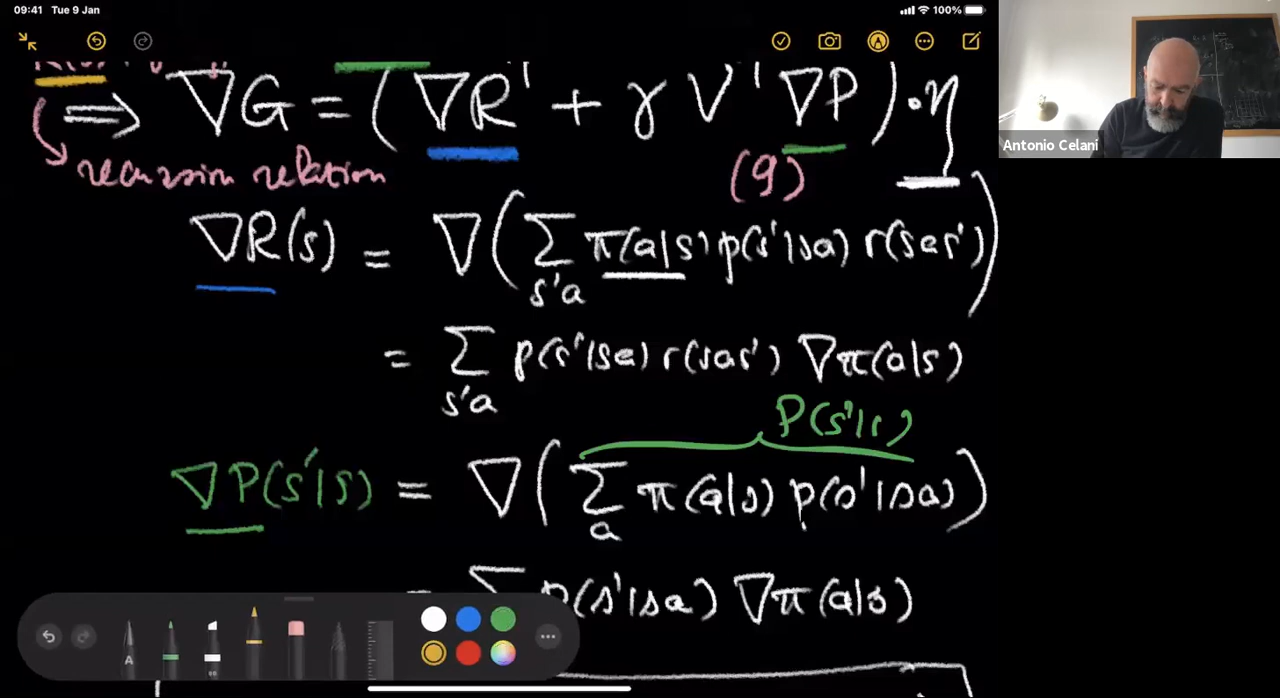 09:41 Tue 9 Jan
100%
Antonio Celani
⟹ ∇G = (∇R' + γ V' ∇P)·η
recursion relation
(9)
∇R(s) = ∇(∑ π(a|s) p(s'|sa) r(sas'))
s'a
= ∑ p(s'|sa) r(sas') ∇π(a|s)
s'a
P(s'|s)
∇P(s'|s) = ∇(∑ π(a|s) p(s'|sa))
a
p(s'|sa) ∇π(a|s)
A